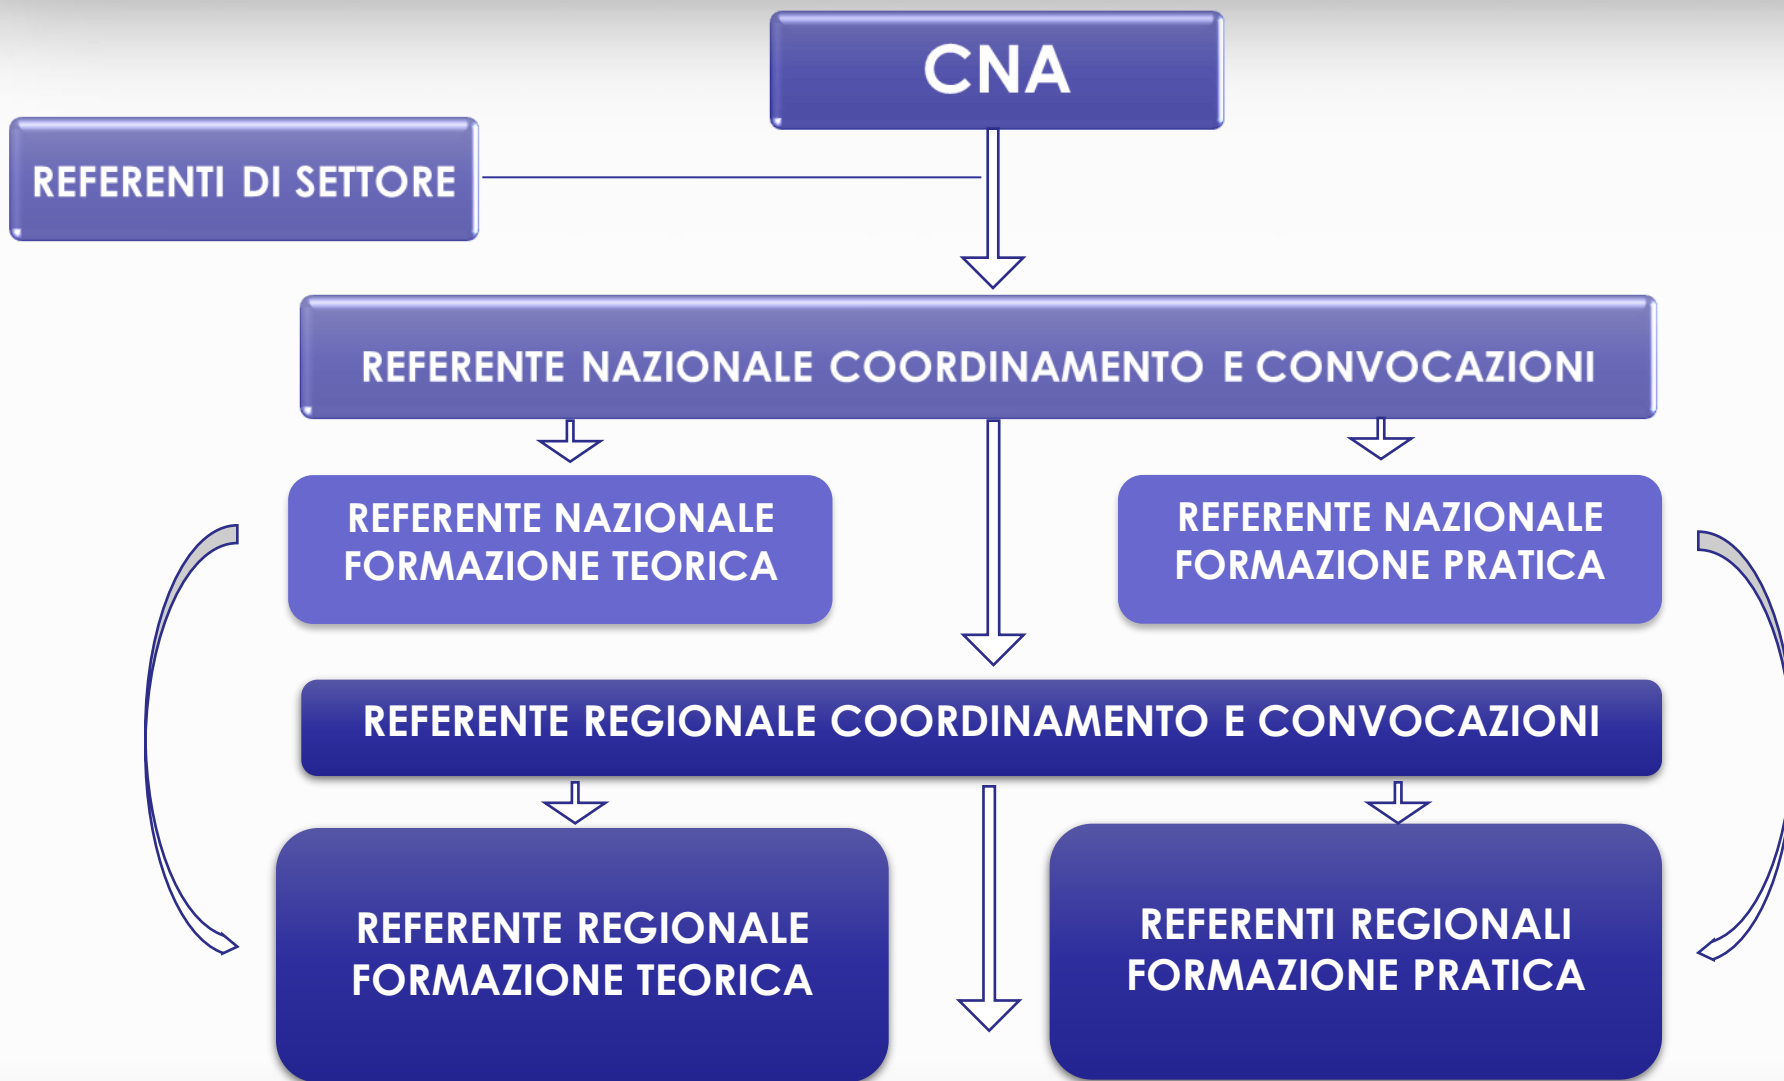 CNA
REFERENTI DI SETTORE
REFERENTE NAZIONALE COORDINAMENTO E CONVOCAZIONI
REFERENTE NAZIONALE
FORMAZIONE TEORICA
REFERENTE NAZIONALE
FORMAZIONE PRATICA
REFERENTE REGIONALE COORDINAMENTO E CONVOCAZIONI
REFERENTE REGIONALE
FORMAZIONE TEORICA
REFERENTI REGIONALI
FORMAZIONE PRATICA